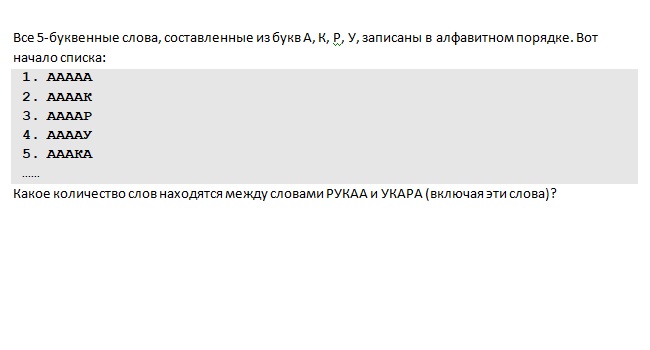 Все 5-буквенные слова, составленные из букв А, К, Р, У, записаны в алфавитном порядке. Вот
начало списка:
1. ААААА
2. ААААК
3. ААААР
4. ААААУ
5. АААКА
......
Какое количество слов находятся между словами РУКАА и УКАРА (включая эти слова)?